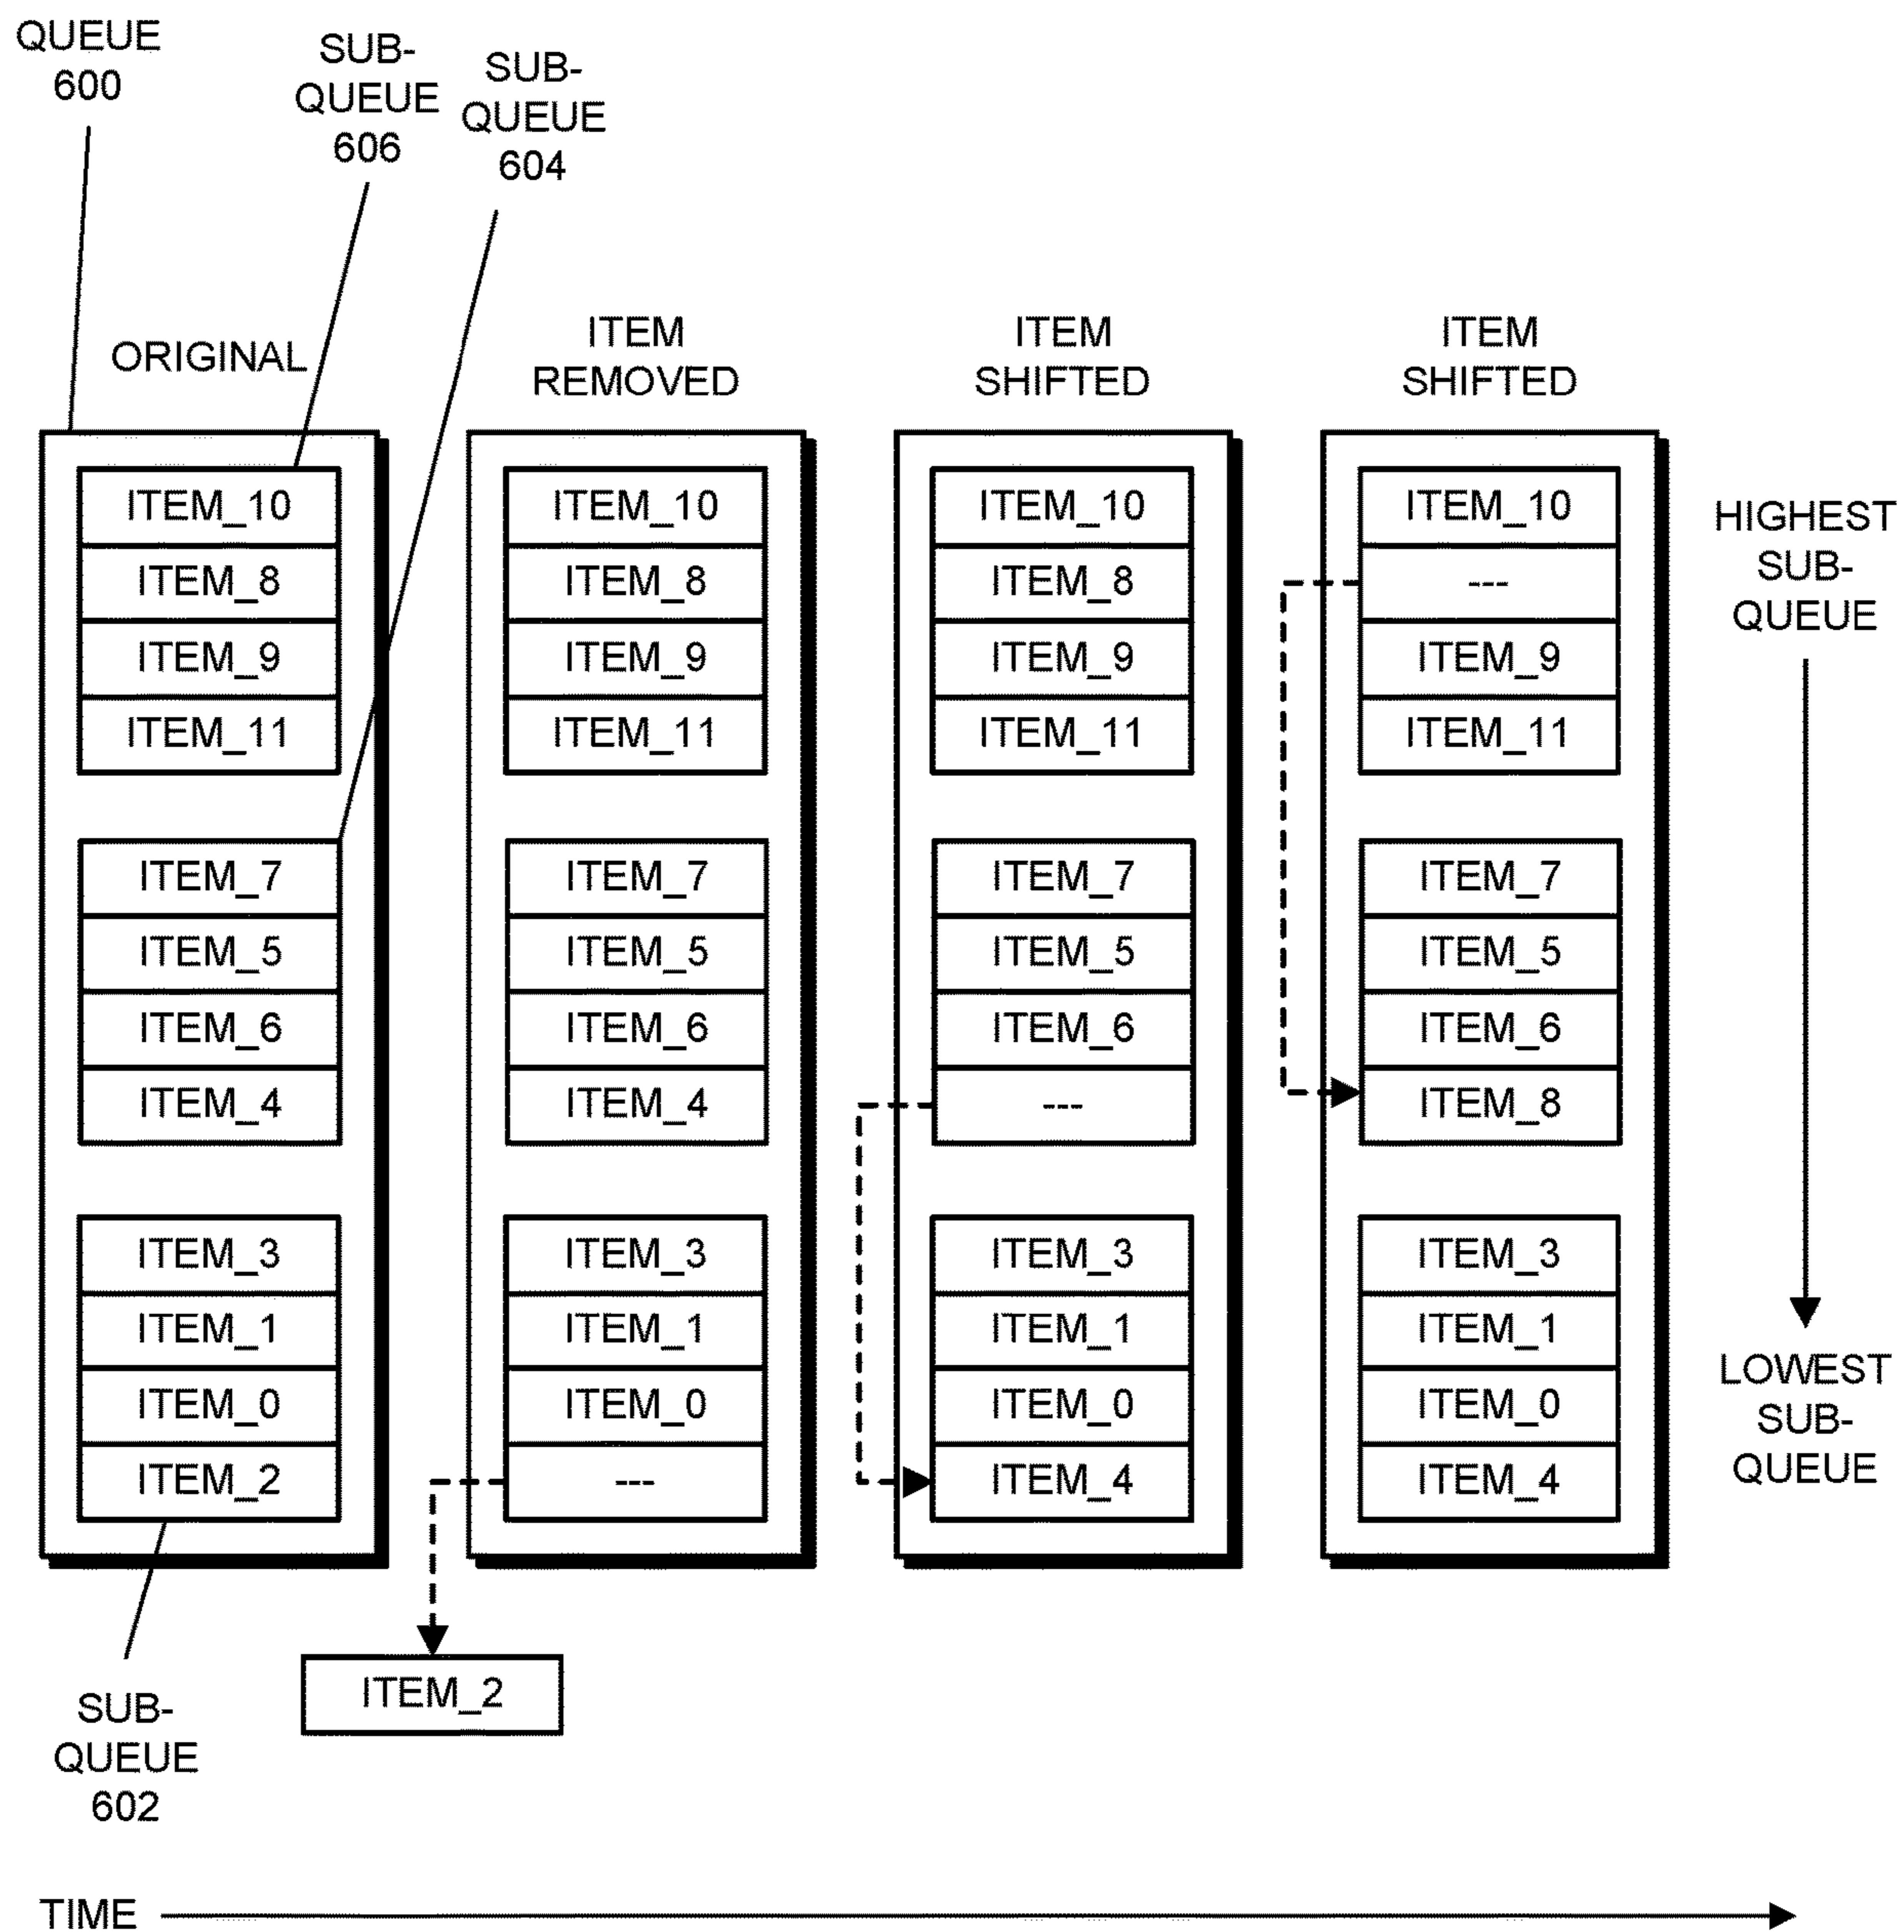 QUEUE
600
SUB-
QUEUE
606
SUB-
QUEUE
604
ORIGINAL
ITEM
REMOVED
ITEM
SHIFTED
ITEM
SHIFTED
ITEM_10
ITEM_8
ITEM_9
ITEM_11
ITEM_7
ITEM_5
ITEM_6
ITEM_4
ITEM_3
ITEM_1
ITEM_0
ITEM_2
ITEM_10
ITEM_8
ITEM_9
ITEM_11
ITEM_7
ITEM_5
ITEM_6
ITEM_4
ITEM_3
ITEM_1
ITEM_0
---
ITEM_2
ITEM_10
ITEM_8
ITEM_9
ITEM_11
ITEM_7
ITEM_5
ITEM_6
---
ITEM_3
ITEM_1
ITEM_0
ITEM_4
ITEM_10
---
ITEM_9
ITEM_11
ITEM_7
ITEM_5
ITEM_6
ITEM_8
ITEM_3
ITEM_1
ITEM_0
ITEM_4
HIGHEST
SUB-
QUEUE
LOWEST
SUB-
QUEUE
SUB-
QUEUE
602
TIME